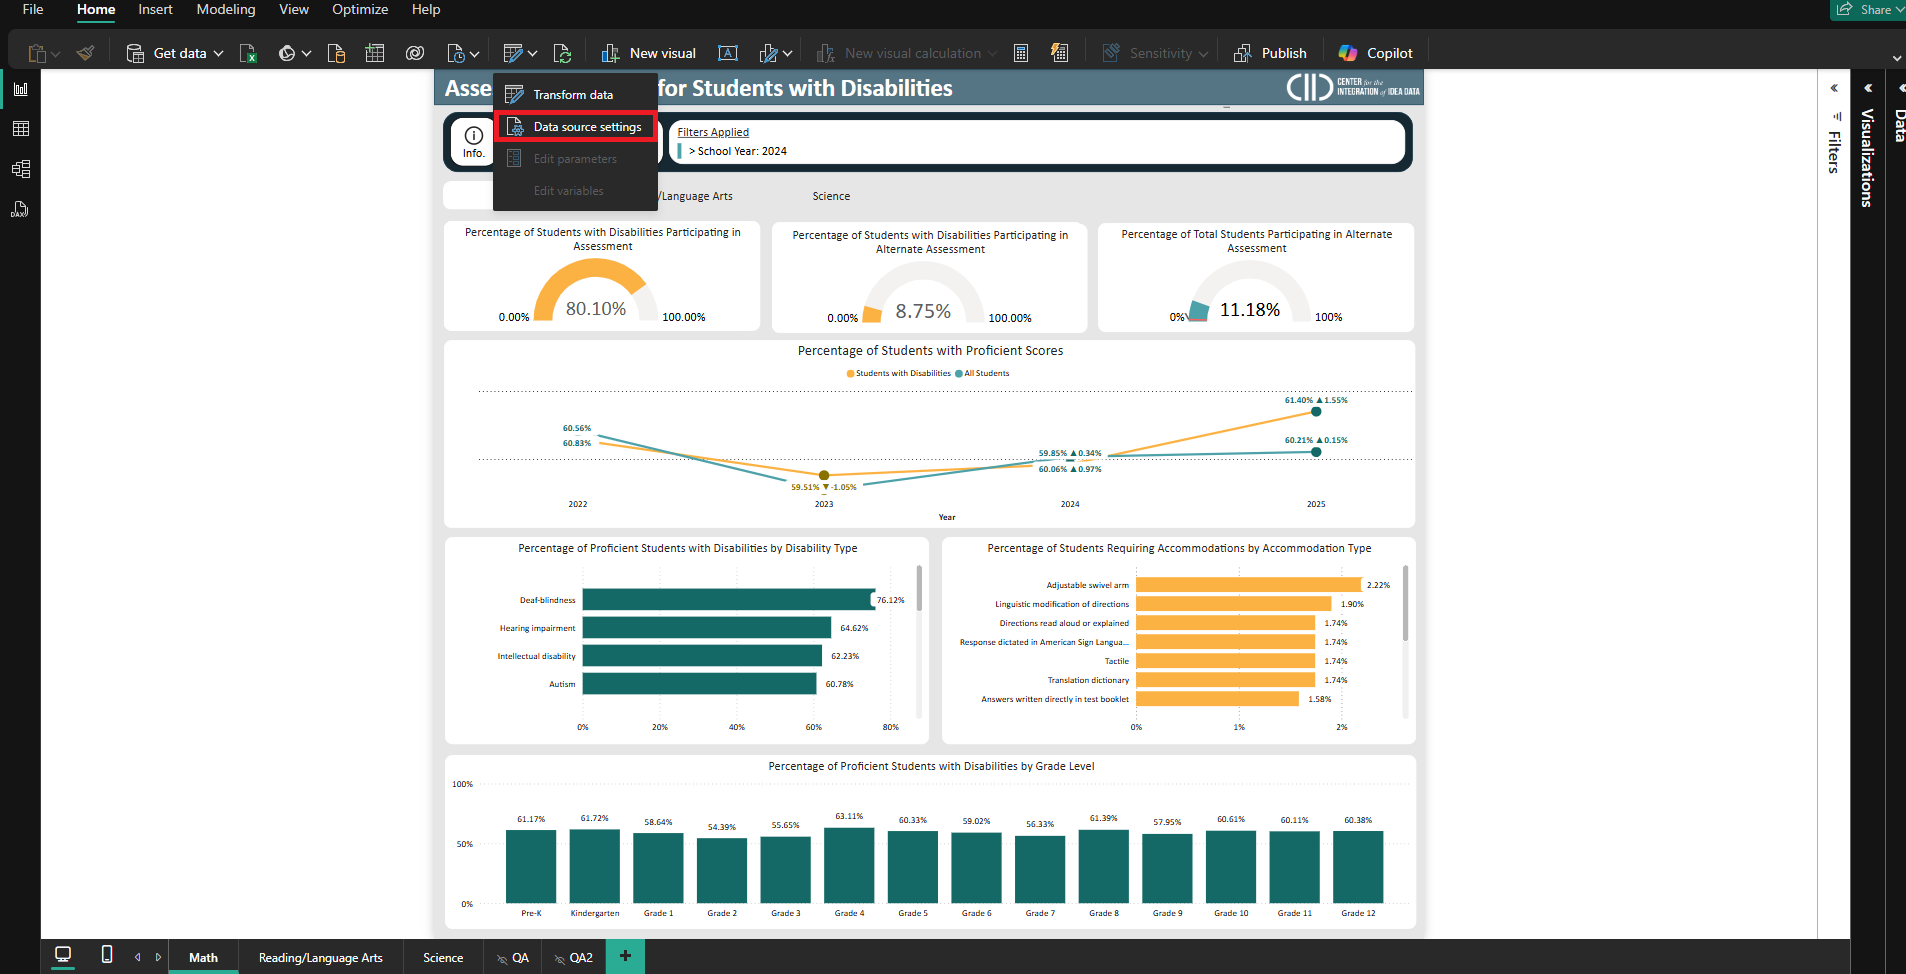 File
Home
Insert
Modeling
View
Optimize
Help
Share
Get data
New visual
New visual calculation
Sensitivity
Publish
Copilot
Transform data
Data source settings
Edit parameters
Edit variables
for Students with Disabilities
CENTER for the
INTEGRATION of IDEA DATA
Info.
Filters Applied
> School Year: 2024
/Language Arts
Science
Percentage of Students with Disabilities Participating in
Assessment
80.10%
0.00%
100.00%
Percentage of Students with Disabilities Participating in
Alternate Assessment
8.75%
0.00%
100.00%
Percentage of Total Students Participating in Alternate
Assessment
11.18%
0%
100%
Percentage of Students with Proficient Scores
Students with Disabilities
All Students
60.56%
60.83%
59.51% ▼ -1.05%
59.85% ▲ 0.34%
60.06% ▲ 0.97%
61.40% ▲ 1.55%
60.21% ▲ 0.15%
2022
2023
2024
2025
Year
Percentage of Proficient Students with Disabilities by Disability Type
Deaf-blindness
76.12%
Hearing impairment
64.62%
Intellectual disability
62.23%
Autism
60.78%
0%
20%
40%
60%
80%
Percentage of Students Requiring Accommodations by Accommodation Type
Adjustable swivel arm
2.22%
Linguistic modification of directions
1.90%
Directions read aloud or explained
1.74%
Response dictated in American Sign Langua...
1.74%
Tactile
1.74%
Translation dictionary
1.74%
Answers written directly in test booklet
1.58%
0%
1%
2%
Percentage of Proficient Students with Disabilities by Grade Level
100%
50%
0%
61.17%
61.72%
58.64%
54.39%
55.65%
63.11%
60.33%
59.02%
56.33%
61.39%
57.95%
60.61%
60.11%
60.38%
Pre-K
Kindergarten
Grade 1
Grade 2
Grade 3
Grade 4
Grade 5
Grade 6
Grade 7
Grade 8
Grade 9
Grade 10
Grade 11
Grade 12
Filters
Visualizations
Data
Math
Reading/Language Arts
Science
QA
QA2